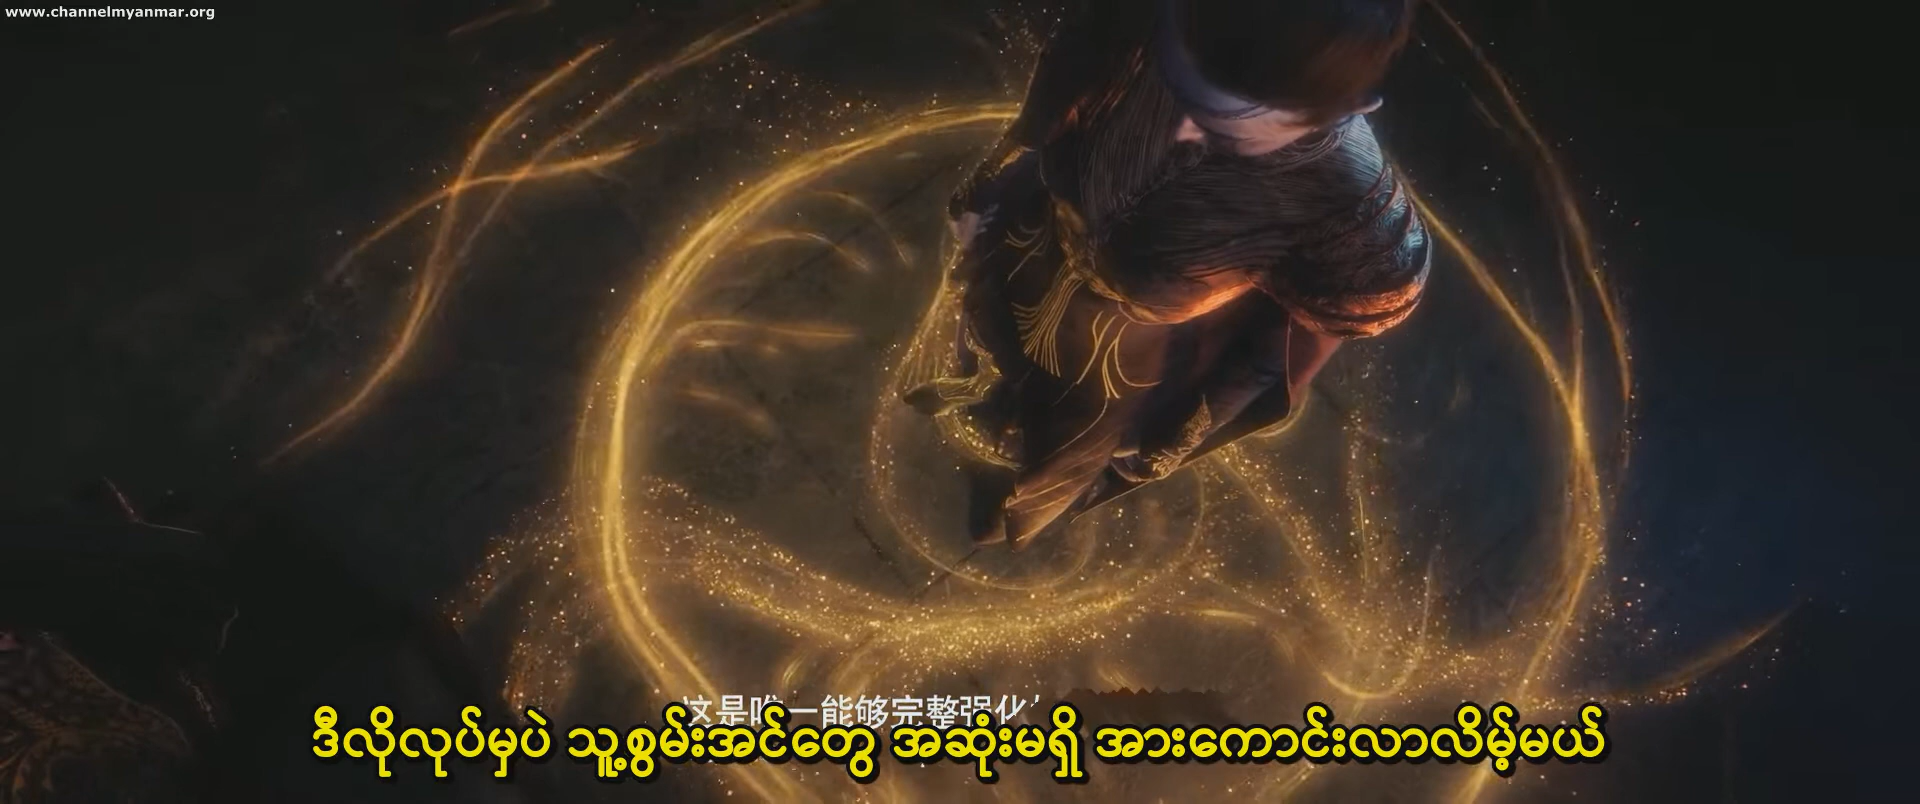 www.channelmyanmar.org
这是唯一能够完整强化
ဒီလိုလုပ်မှပဲ သူ့စွမ်းအင်တွေ အဆုံးမရှိ အားကောင်းလာလိမ့်မယ်